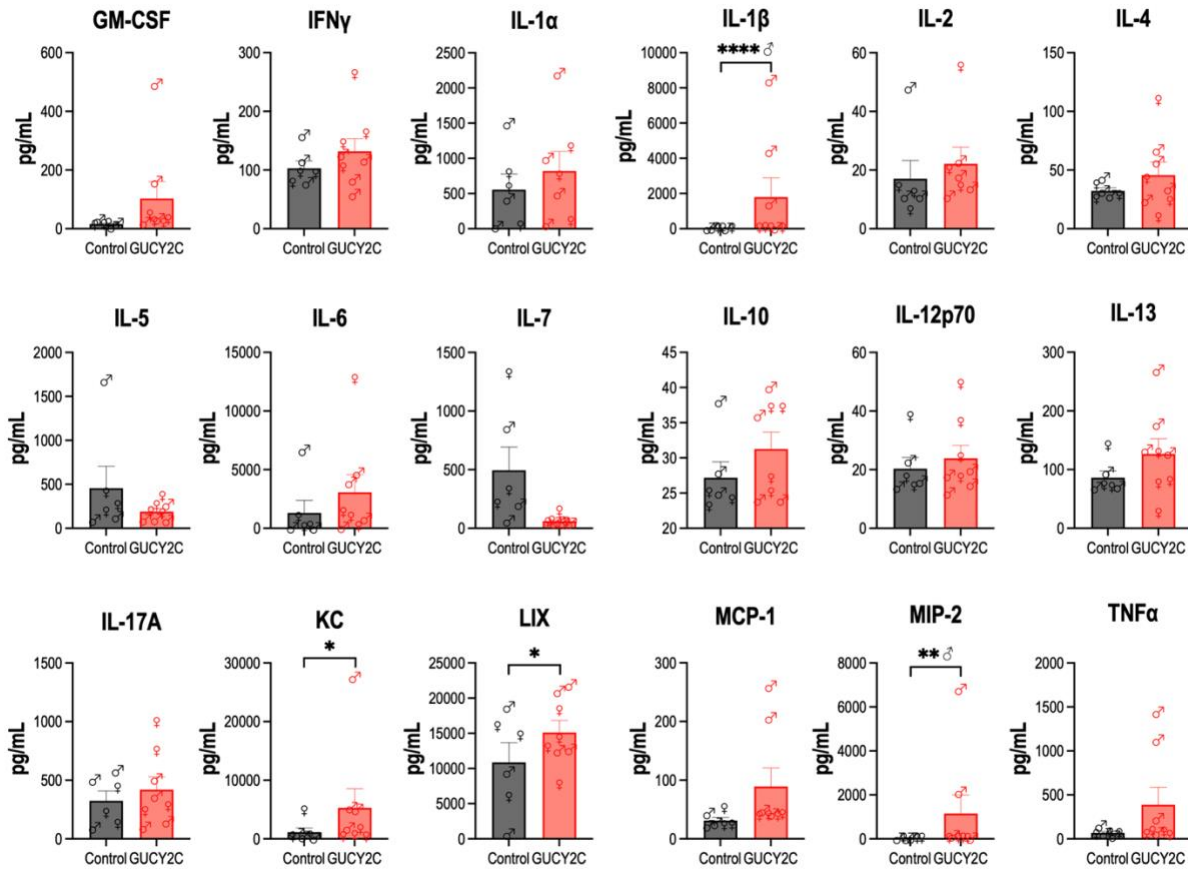 GM-CSF IFNγ IL-1α IL-1β IL-2 IL-4
**** ♂
pg/mL pg/mL pg/mL pg/mL pg/mL pg/mL
600 300 2500 10000 60 150
400 200 2000 8000 40 100
200 100 1500 6000 20 50
0 0 1000 4000 0 0
500 2000
0 0
Control GUCY2C Control GUCY2C Control GUCY2C Control GUCY2C Control GUCY2C Control GUCY2C
IL-5 IL-6 IL-7 IL-10 IL-12p70 IL-13
pg/mL pg/mL pg/mL pg/mL pg/mL pg/mL
2000 15000 1500 45 60 300
1500 10000 1000 40 40 200
1000 5000 500 35 20 100
500 0 0 30 0 0
0 25
20
Control GUCY2C Control GUCY2C Control GUCY2C Control GUCY2C Control GUCY2C Control GUCY2C
IL-17A KC LIX MCP-1 MIP-2 TNFα
* * ** ♂
pg/mL pg/mL pg/mL pg/mL pg/mL pg/mL
1500 30000 25000 300 8000 2000
1000 20000 20000 200 6000 1500
500 10000 15000 100 4000 1000
0 0 10000 0 2000 500
5000 0 0
0
Control GUCY2C Control GUCY2C Control GUCY2C Control GUCY2C Control GUCY2C Control GUCY2C